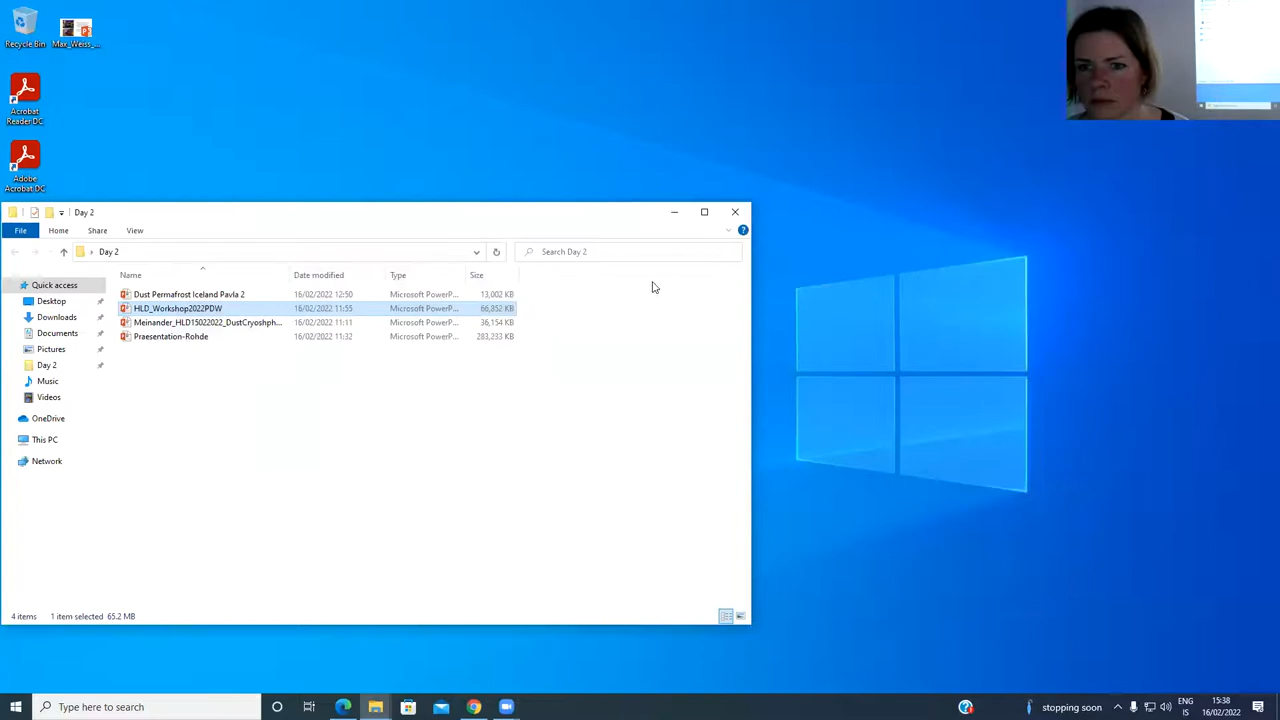 Recycle Bin
Max_Weiss_...
Acrobat
Reader DC
Adobe
Acrobat DC
Day 2
File Home Share View
Day 2
Search Day 2
Name Date modified Type Size
Quick access
Desktop
Downloads
Documents
Pictures
Day 2
Music
Videos
OneDrive
This PC
Network
Dust Permafrost Iceland Pavla 2 16/02/2022 12:50 Microsoft PowerP... 13,002 KB
HLD_Workshop2022PDW 16/02/2022 11:55 Microsoft PowerP... 66,852 KB
Meinander_HLD15022022_DustCryoshph... 16/02/2022 11:11 Microsoft PowerP... 36,154 KB
Praesentation-Rohde 16/02/2022 11:32 Microsoft PowerP... 283,233 KB
4 items 1 item selected 65.2 MB
Type here to search
stopping soon
ENG
IS
15:38
16/02/2022